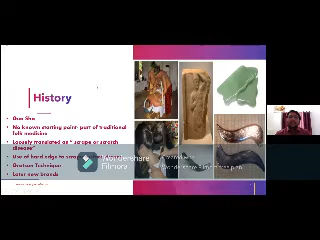 History
• Gua Sha
• No known starting point- part of traditional
folk medicine
• Loosely translated as " scrape or scratch
disease"
• Use of hard edge to scrape
• Graston Technique
• Later new brands
Wondershare
Filmora